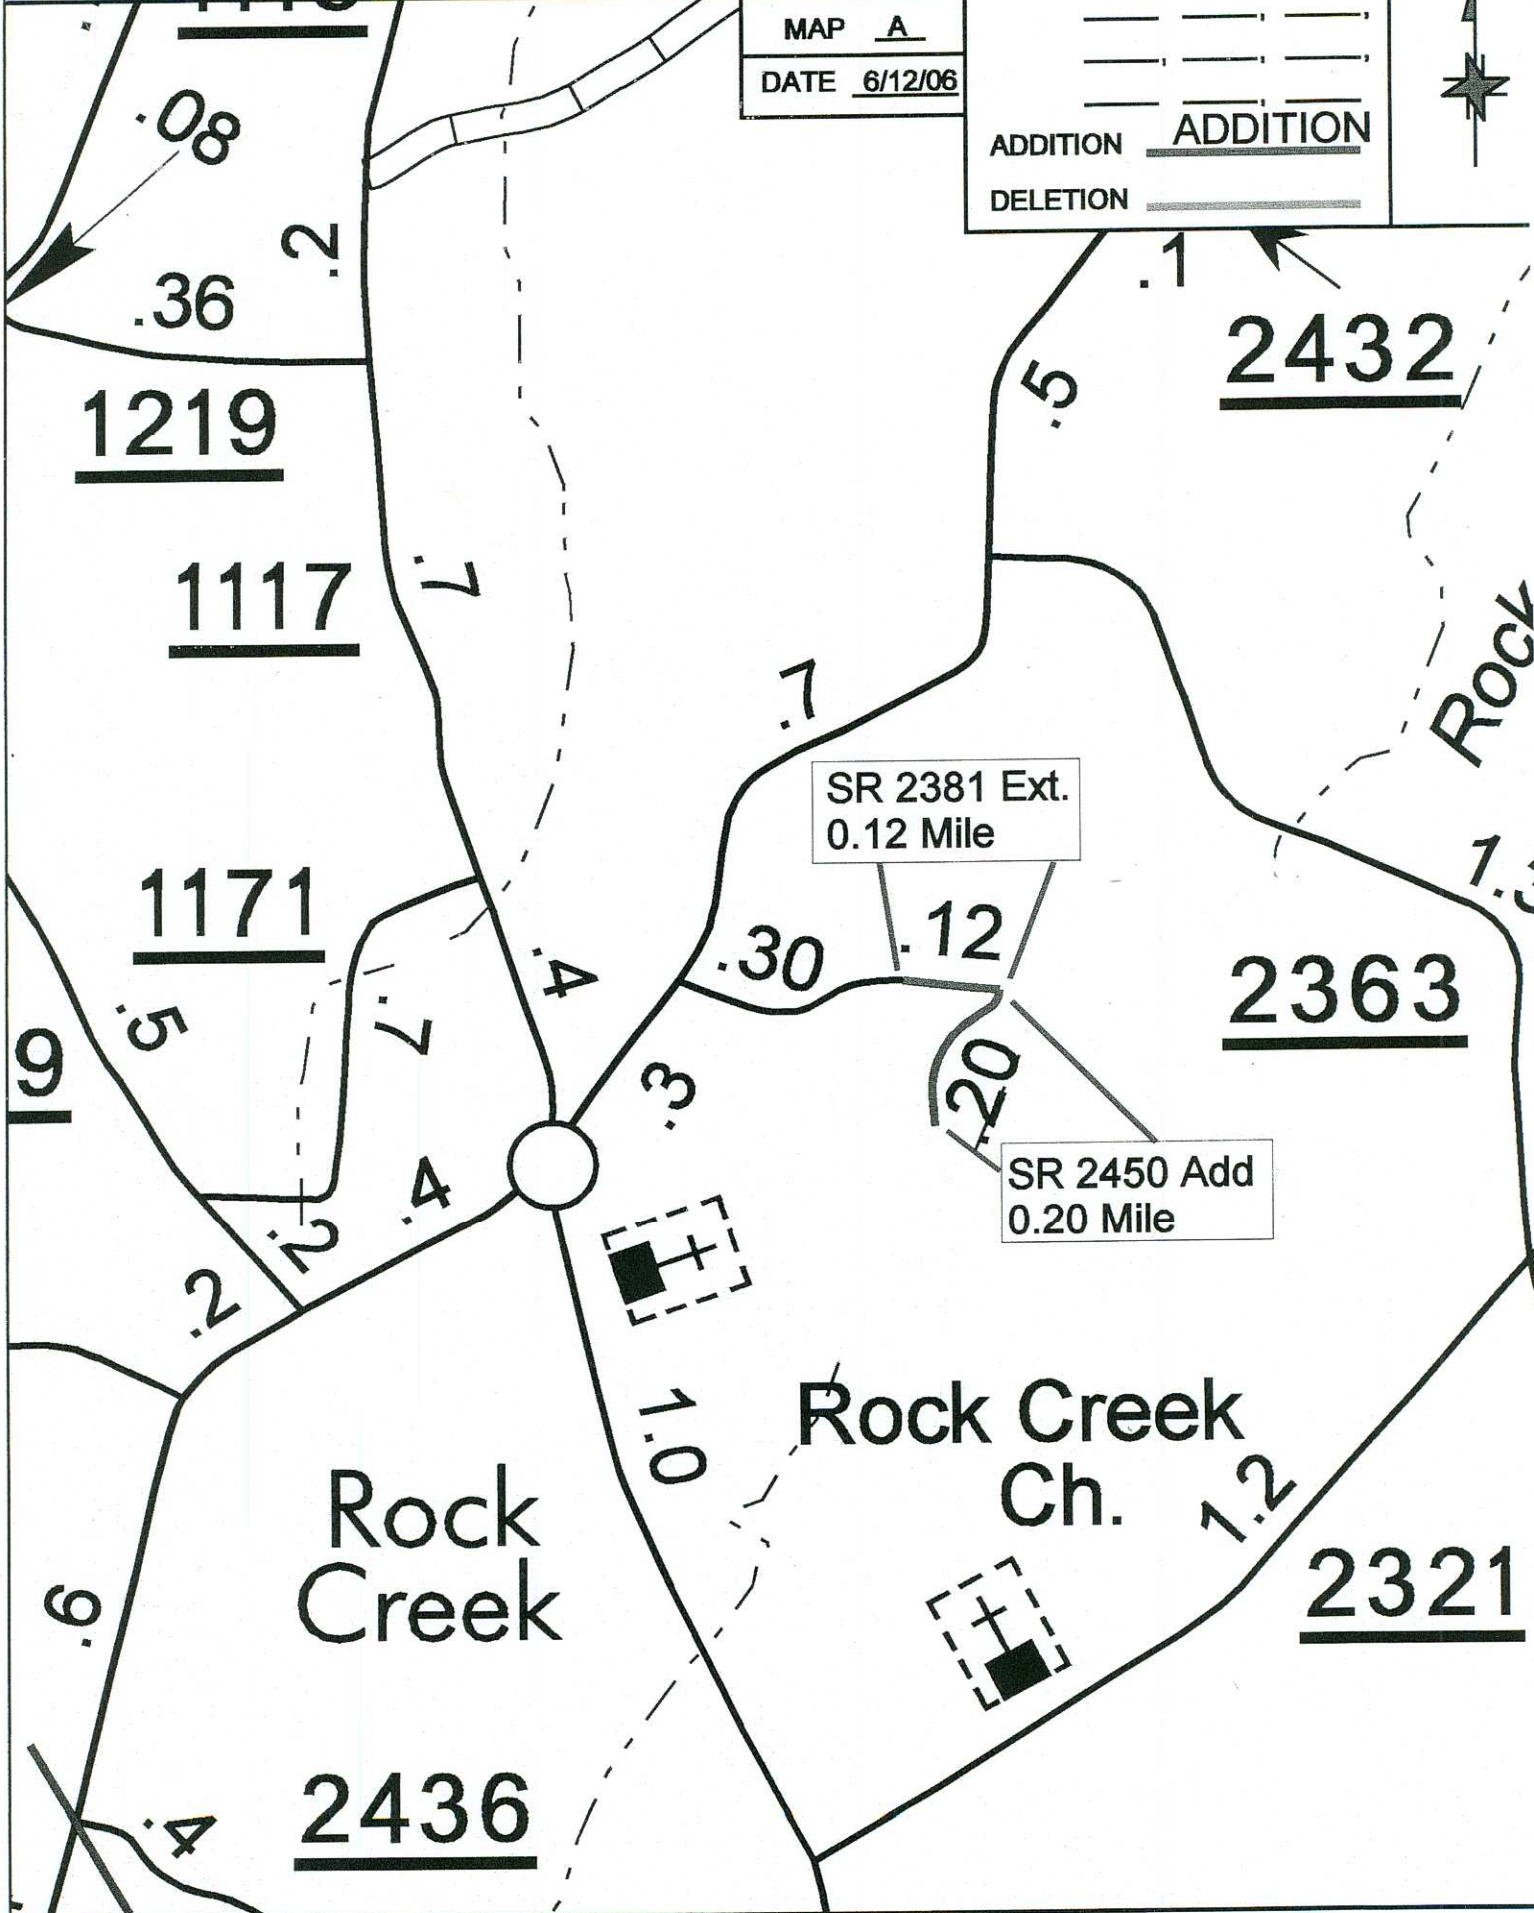 MAP A
DATE 6/12/06
ADDITION ADDITION
DELETION
.08
.2
.36
.1
2432
.5
1219
1117
.7
.7
Rock
SR 2381 Ext.
0.12 Mile
1171
.12
.30
.4
2363
.5
.7
9
.3
.20
SR 2450 Add
0.20 Mile
.4
.2
.2
1.0
Rock Creek
Ch.
1.2
Rock
Creek
2321
.9
2436
.4